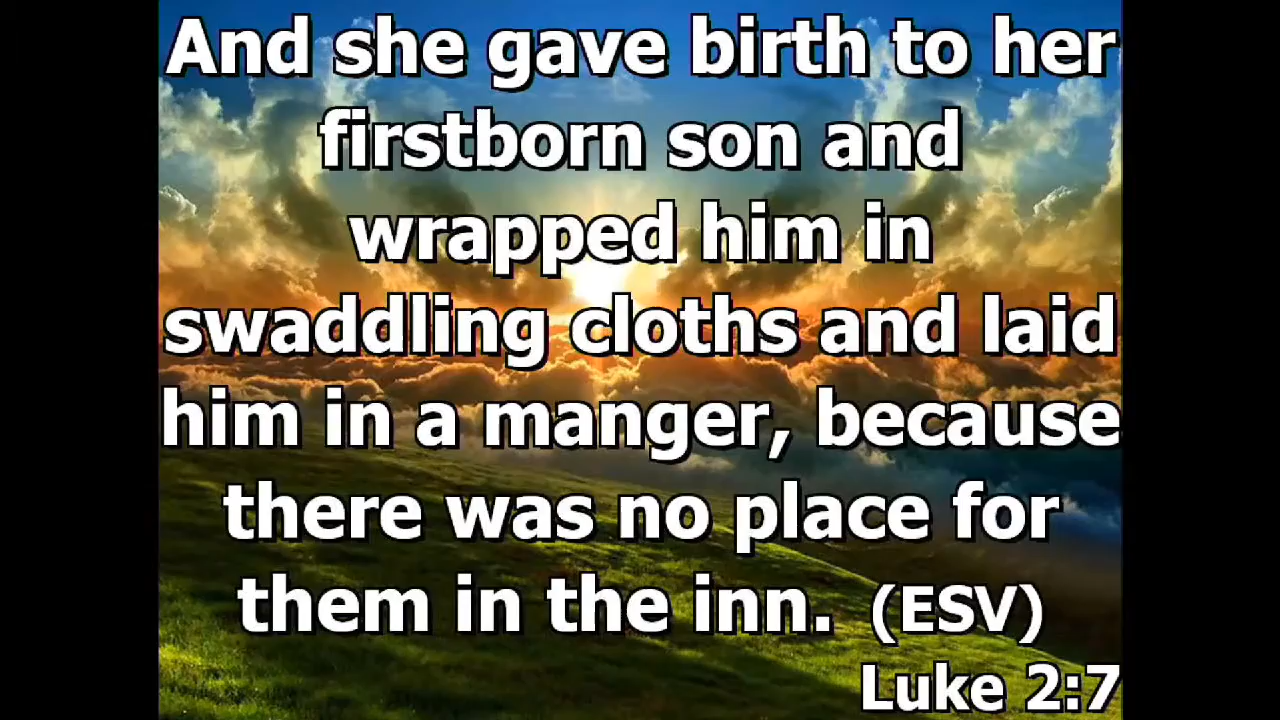 And she gave birth to her
firstborn son and
wrapped him in
swaddling cloths and laid
him in a manger, because
there was no place for
them in the inn. (ESV)
Luke 2:7